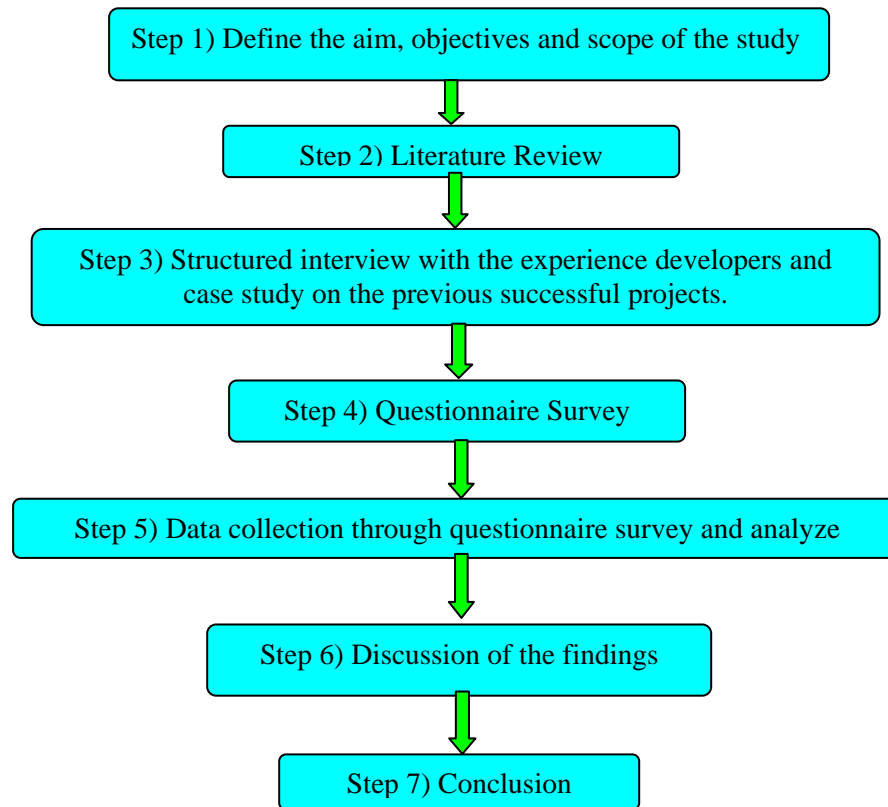 Step 1) Define the aim, objectives and scope of the study
Step 2) Literature Review
Step 3) Structured interview with the experience developers and
case study on the previous successful projects.
Step 4) Questionnaire Survey
Step 5) Data collection through questionnaire survey and analyze
Step 6) Discussion of the findings
Step 7) Conclusion